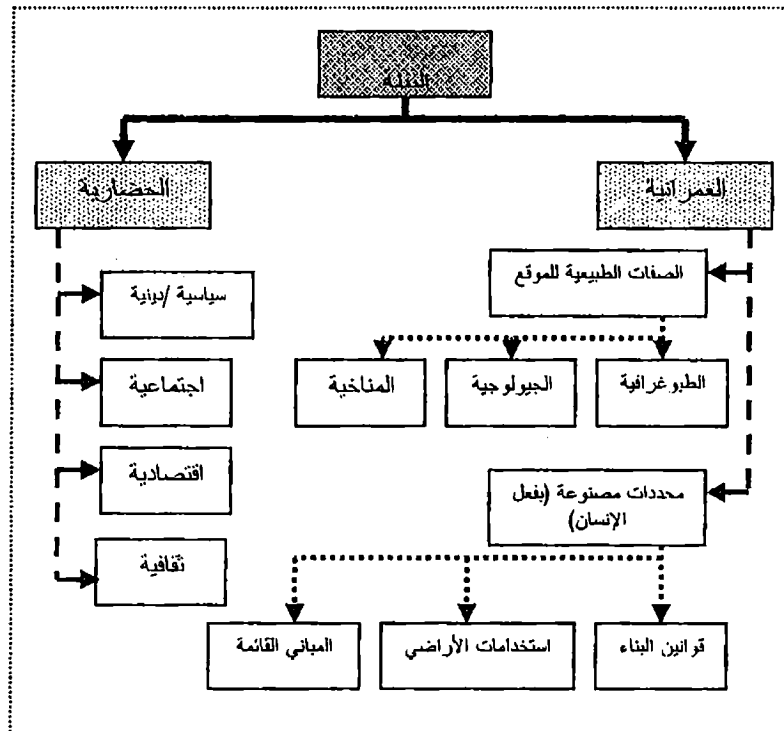 البيئة
العمرانية
الحضارية
الصفات الطبيعية للموقع
الطبوغرافية
الجيولوجية
المناخية
محددات مصنوعة (بفعل
الإنسان)
قوانين البناء
استخدامات الأراضي
المباني القائمة
سياسية /دينية
اجتماعية
اقتصادية
ثقافية